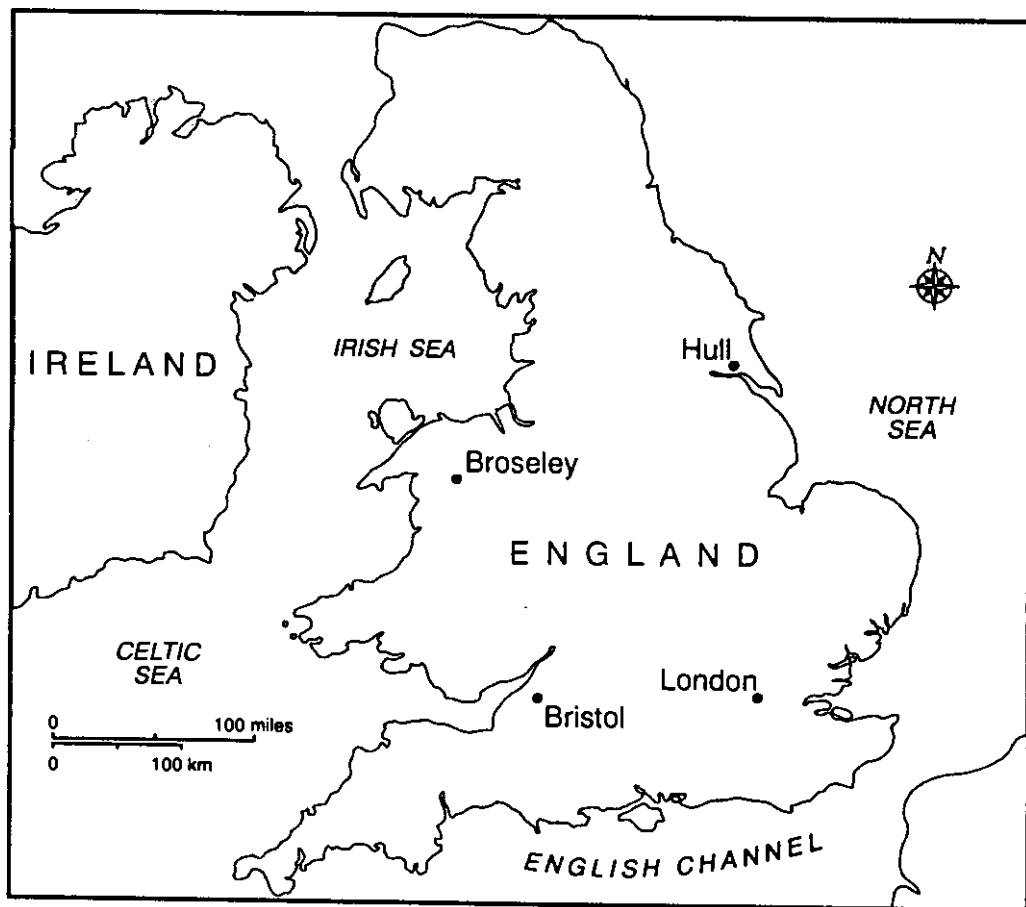 N
Hull
IRISH SEA
IRELAND
NORTH
SEA
Broseley
ENGLAND
CELTIC
SEA
London
Bristol
0 100 miles
0 100 km
ENGLISH CHANNEL